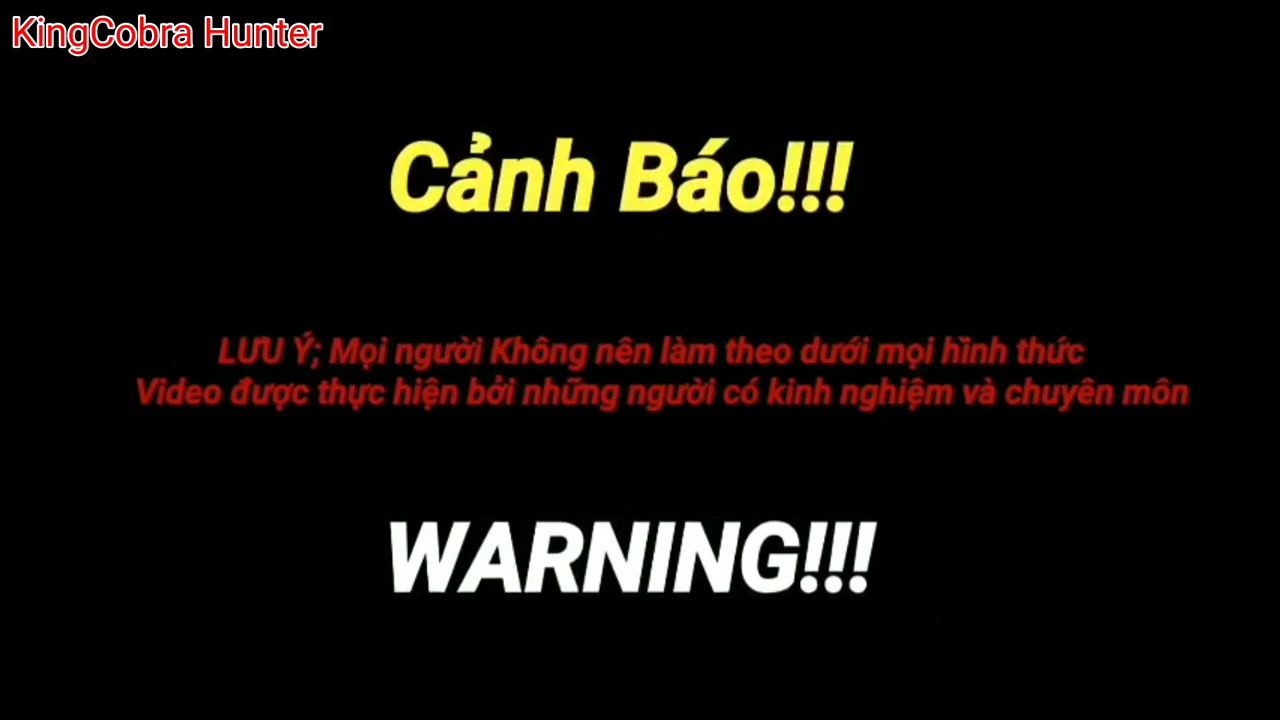 KingCobra Hunter
Cảnh Báo!!!
LƯU Ý; Mọi người Không nên làm theo dưới mọi hình thức
Video được thực hiện bởi những người có kinh nghiệm và chuyên môn
WARNING!!!